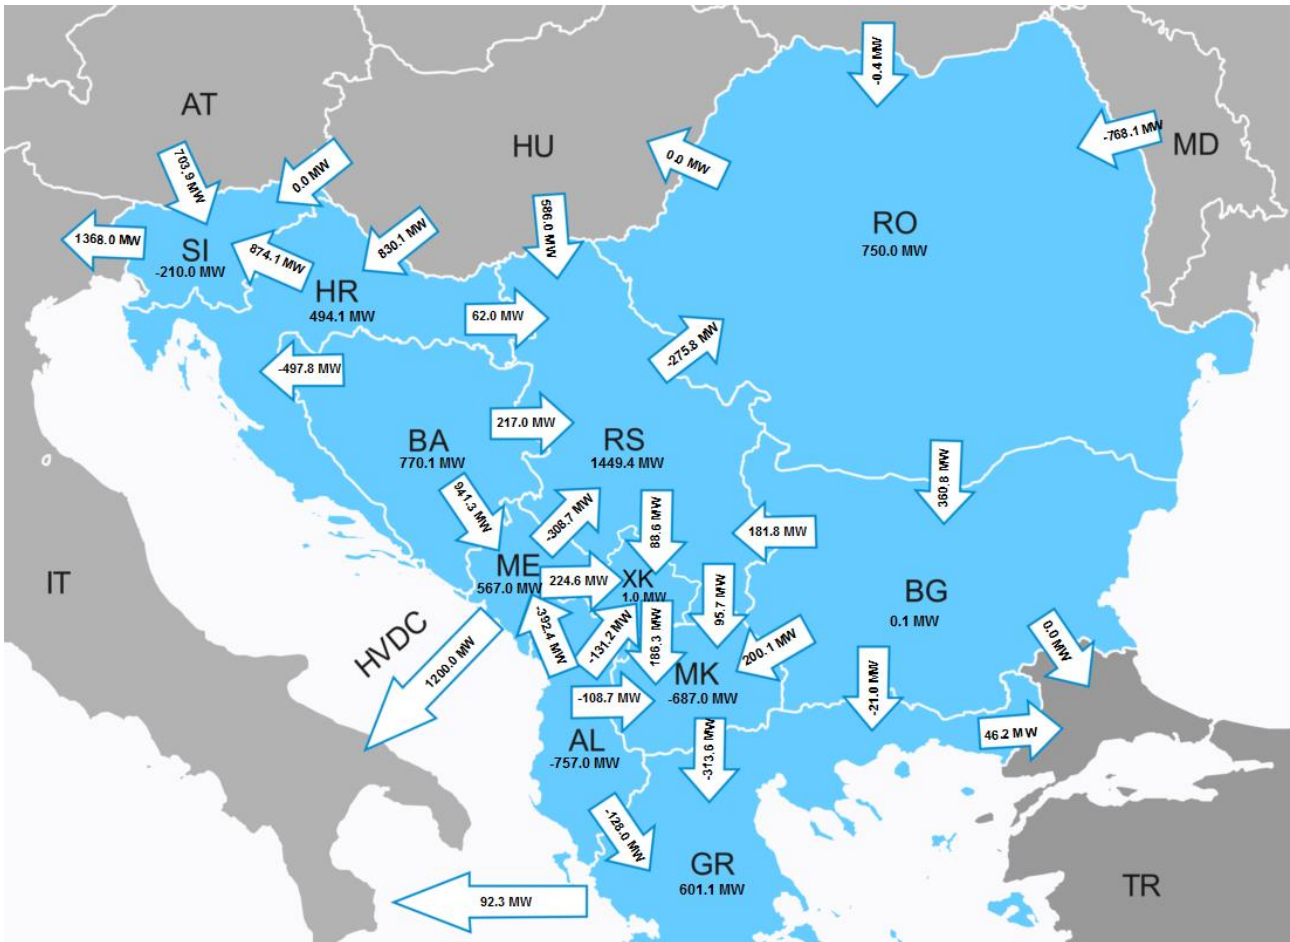 -0.4 MW
AT
-768.1 MW
HU
MD
703.9 MW
0.0 MW
0.0 MW
586.0 MW
RO
750.0 MW
1368.0 MW
SI
-210.0 MW
874.1 MW
830.1 MW
HR
494.1 MW
62.0 MW
-275.8 MW
-497.8 MW
217.0 MW
BA
770.1 MW
RS
1449.4 MW
941.3 MW
360.8 MW
-308.7 MW
88.6 MW
181.8 MW
IT
ME
567.0 MW
224.6 MW
XK
1.0 MW
95.7 MW
BG
0.1 MW
HVDC
1200.0 MW
-392.4 MW
-131.2 MW
186.3 MW
200.1 MW
0.0 MW
MK
-687.0 MW
-21.0 MW
-108.7 MW
46.2 MW
AL
-757.0 MW
-313.6 MW
-128.0 MW
GR
601.1 MW
TR
92.3 MW